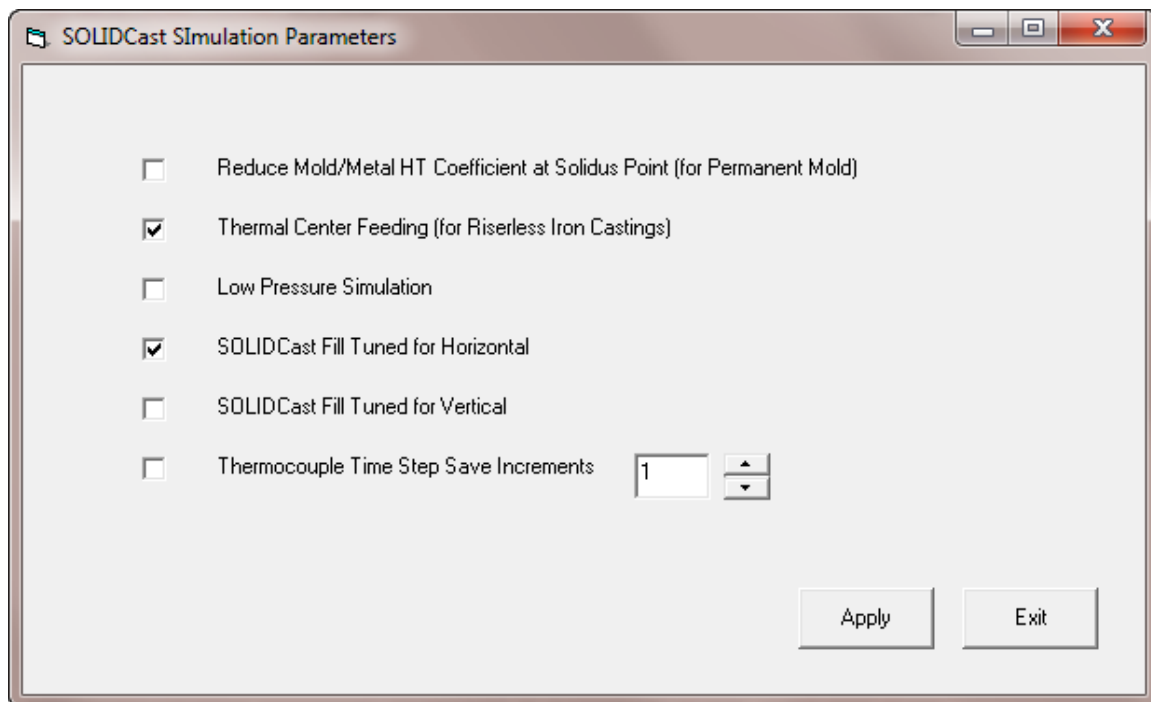 SOLIDCast SImulation Parameters
Reduce Mold/Metal HT Coefficient at Solidus Point (for Permanent Mold)
Thermal Center Feeding (for Riserless Iron Castings)
Low Pressure Simulation
SOLIDCast Fill Tuned for Horizontal
SOLIDCast Fill Tuned for Vertical
Thermocouple Time Step Save Increments 1
Apply Exit